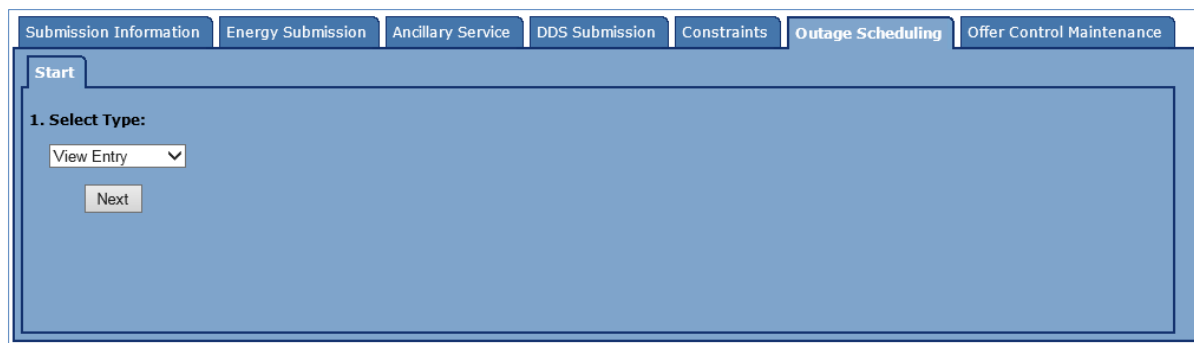 Submission Information Energy Submission Ancillary Service DDS Submission Constraints Outage Scheduling Offer Control Maintenance
Start
1. Select Type:
View Entry
Next